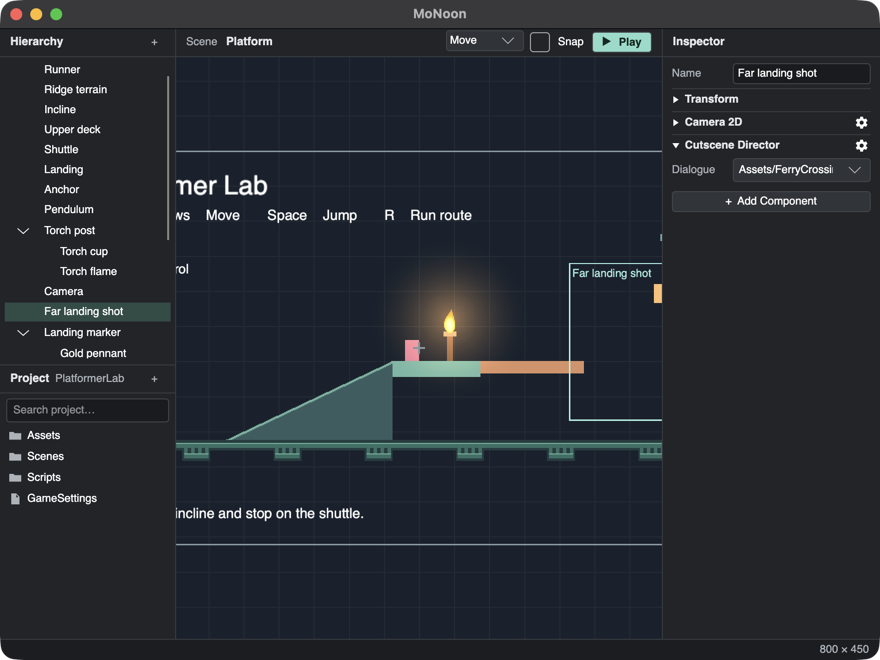 MoNoon
Hierarchy +
Runner
Ridge terrain
Incline
Upper deck
Shuttle
Landing
Anchor
Pendulum
Torch post
Torch cup
Torch flame
Camera
Far landing shot
Landing marker
Gold pennant
Project PlatformerLab +
Search project...
Assets
Scenes
Scripts
GameSettings
Scene Platform Move Snap Play
mer Lab
ws Move Space Jump R Run route
rol
Far landing shot
incline and stop on the shuttle.
Inspector
Name Far landing shot
Transform
Camera 2D
Cutscene Director
Dialogue Assets/FerryCrossi
+ Add Component
800 × 450